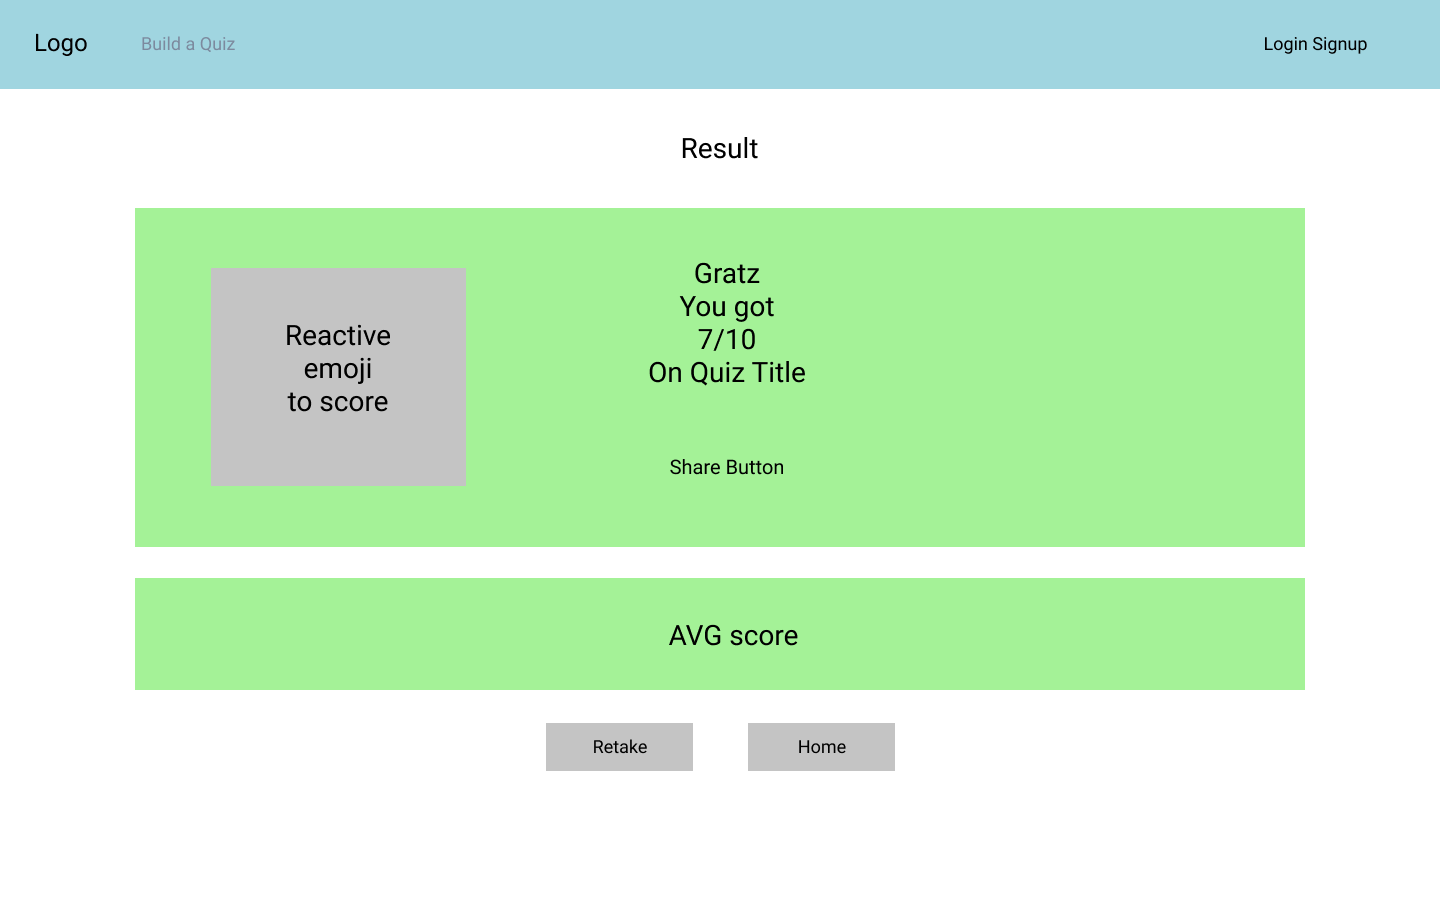 Logo
Build a Quiz
Login Signup
Result
Reactive
emoji
to score
Gratz
You got
7/10
On Quiz Title
Share Button
AVG score
Retake
Home